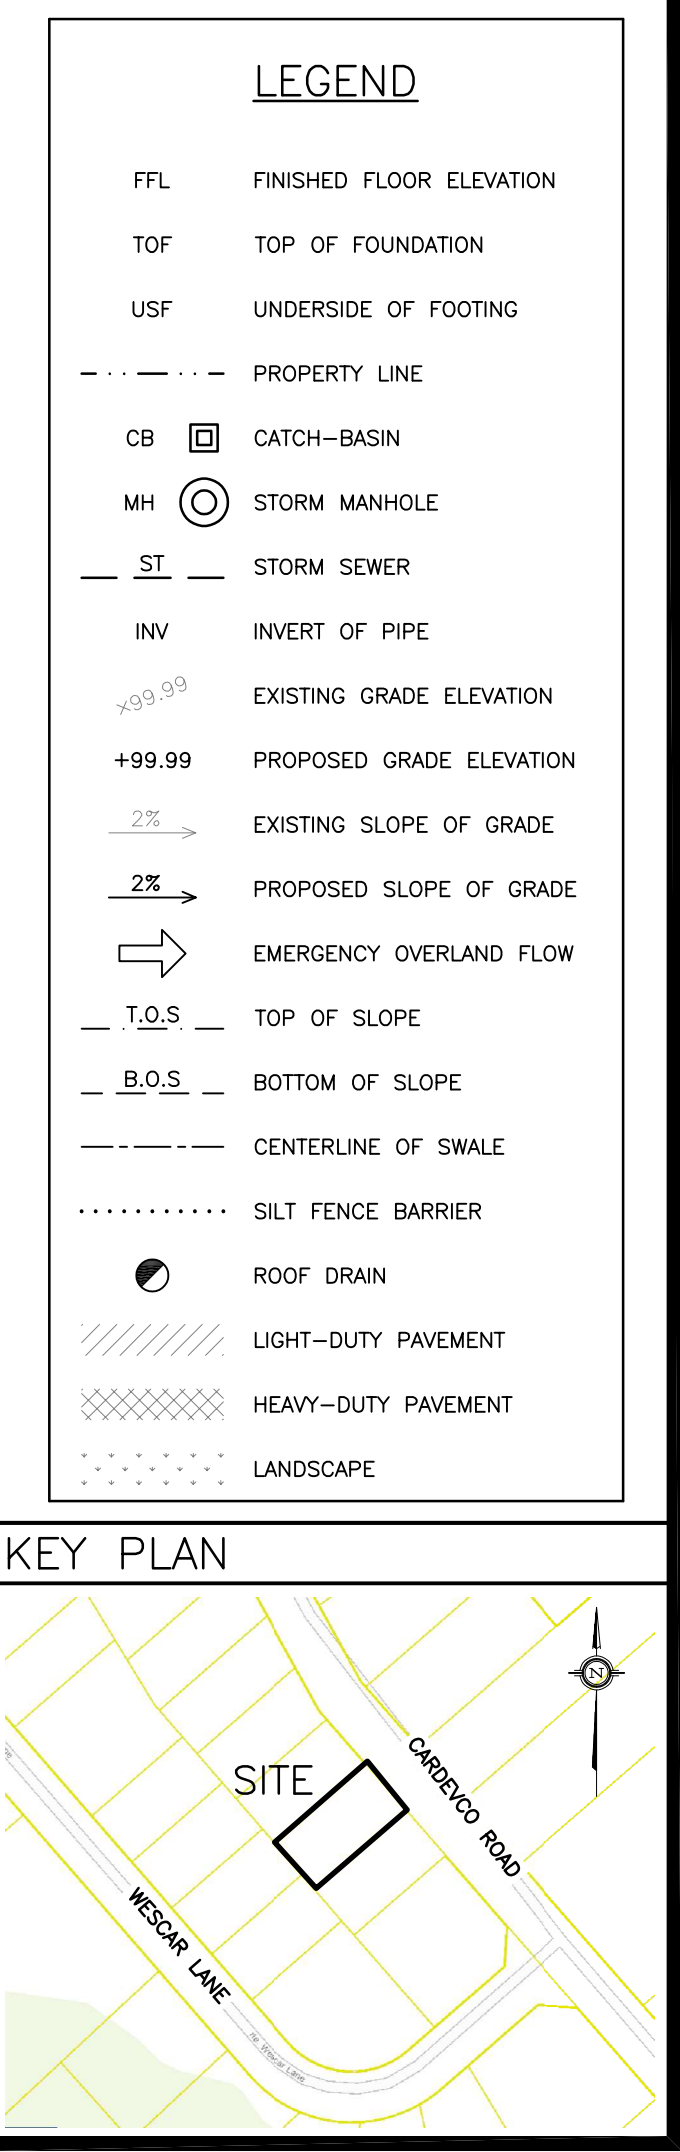 LEGEND
FFL FINISHED FLOOR ELEVATION
TOF TOP OF FOUNDATION
USF UNDERSIDE OF FOOTING
PROPERTY LINE
CB CATCH-BASIN
MH STORM MANHOLE
ST STORM SEWER
INV INVERT OF PIPE
x99.99 EXISTING GRADE ELEVATION
+99.99 PROPOSED GRADE ELEVATION
2% EXISTING SLOPE OF GRADE
2% PROPOSED SLOPE OF GRADE
EMERGENCY OVERLAND FLOW
T.O.S TOP OF SLOPE
B.O.S BOTTOM OF SLOPE
CENTERLINE OF SWALE
SILT FENCE BARRIER
ROOF DRAIN
LIGHT-DUTY PAVEMENT
HEAVY-DUTY PAVEMENT
LANDSCAPE
KEY PLAN
N
CARDEVCO ROAD
SITE
WESCAR LANE
ne Wescar Lane